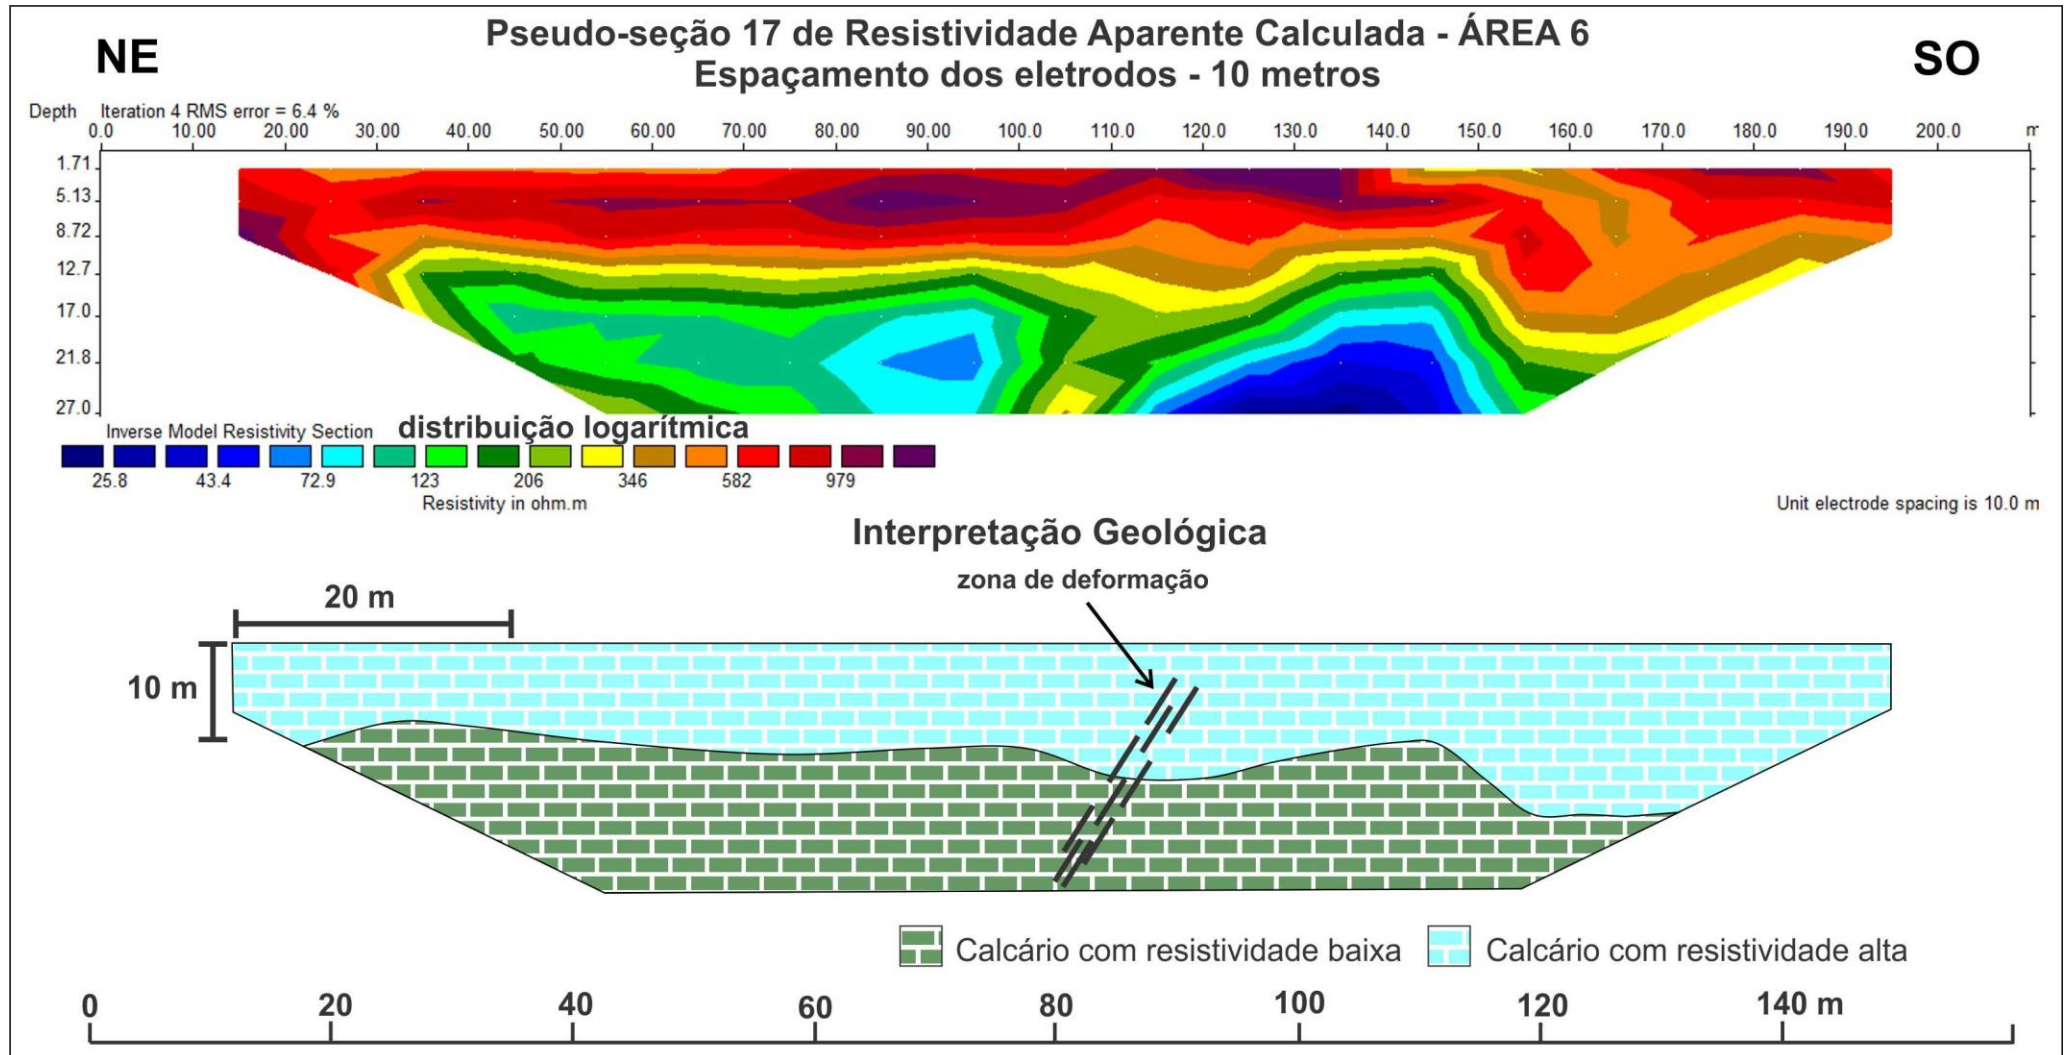 Pseudo-seção 17 de Resistividade Aparente Calculada - ÁREA 6
NE
SO
Espaçamento dos eletrodos - 10 metros
Depth Iteration 4 RMS error = 6.4 %
0.0 10.00 20.00 30.00 40.00 50.00 60.00 70.00 80.00 90.00 100.0 110.0 120.0 130.0 140.0 150.0 160.0 170.0 180.0 190.0 200.0
1.71
5.13
8.72
12.7
17.0
21.8
27.0
Inverse Model Resistivity Section distribuição logarítmica
25.8 43.4 72.9 123 206 346 582 979
Resistivity in ohm.m
Unit electrode spacing is 10.0 m
Interpretação Geológica
zona de deformação
20 m
10 m
Calcário com resistividade baixa
Calcário com resistividade alta
0 20 40 60 80 100 120 140 m